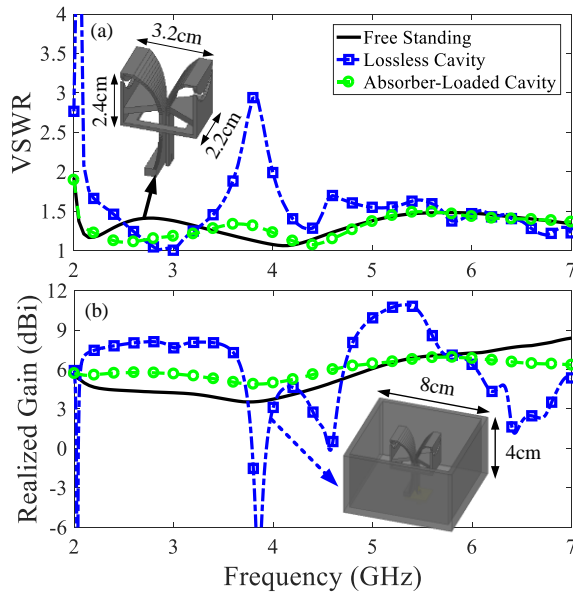 4
3.5
3
2.5
2
1.5
1
VSWR
(a)
3.2cm
2.4cm
2.2cm
Free Standing
Lossless Cavity
Absorber-Loaded Cavity
2 3 4 5 6 7
12
9
6
3
0
-3
-6
Realized Gain (dBi)
(b)
8cm
4cm
2 3 4 5 6 7
Frequency (GHz)